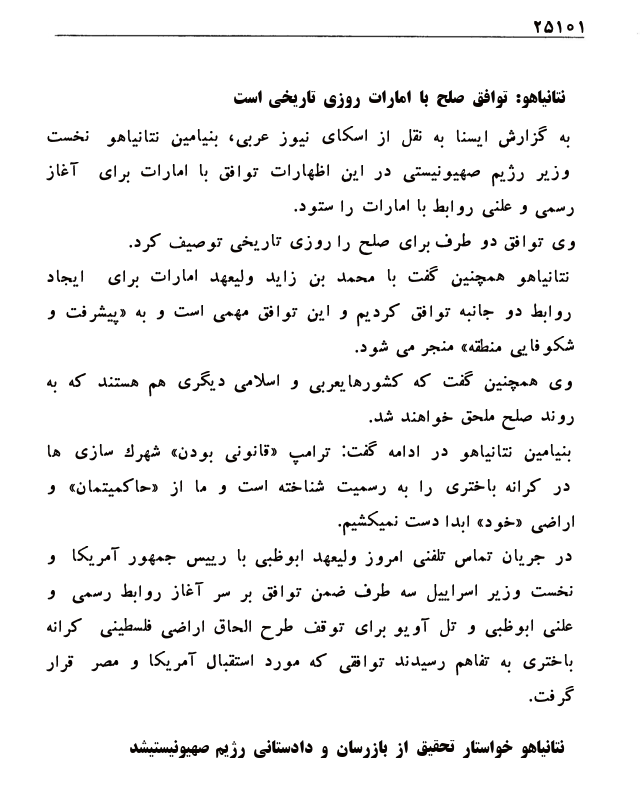 ۲۵۱۰۱
نتانیاهو: توافق صلح با امارات روزی تاریخی است
به گزارش ایسنا به نقل از اسکای نیوز عربی، بنیامین نتانیاهو نخست
وزیر رژیم صهیونیستی در این اظهارات توافق با امارات برای آغاز
رسمی و علنی روابط با امارات را ستود.
وی توافق دو طرف برای صلح را روزی تاریخی توصیف کرد.
نتانیاهو همچنین گفت با محمد بن زاید ولیعهد امارات برای ایجاد
روابط دو جانبه توافق کردیم و این توافق مهمی است و به «پیشرفت و
شکوفایی منطقه» منجر می شود.
وی همچنین گفت که کشورهایعربی و اسلامی دیگری هم هستند که به
روند صلح ملحق خواهند شد.
بنیامین نتانیاهو در ادامه گفت: ترامپ «قانونی بودن» شهرك سازی ها
در کرانه باختری را به رسمیت شناخته است و ما از «حاکمیتمان» و
اراضی «خود» ابدا دست نمیکشیم.
در جریان تماس تلفنی امروز ولیعهد ابوظبی با رییس جمهور آمریکا و
نخست وزیر اسراییل سه طرف ضمن توافق بر سر آغاز روابط رسمی و
علنی ابوظبی و تل آویو برای توقف طرح الحاق اراضی فلسطینی کرانه
باختری به تفاهم رسیدند توافقی که مورد استقبال آمریکا و مصر قرار
گرفت.
نتانیاهو خواستار تحقیق از بازرسان و دادستانی رژیم صهیونیستیشد